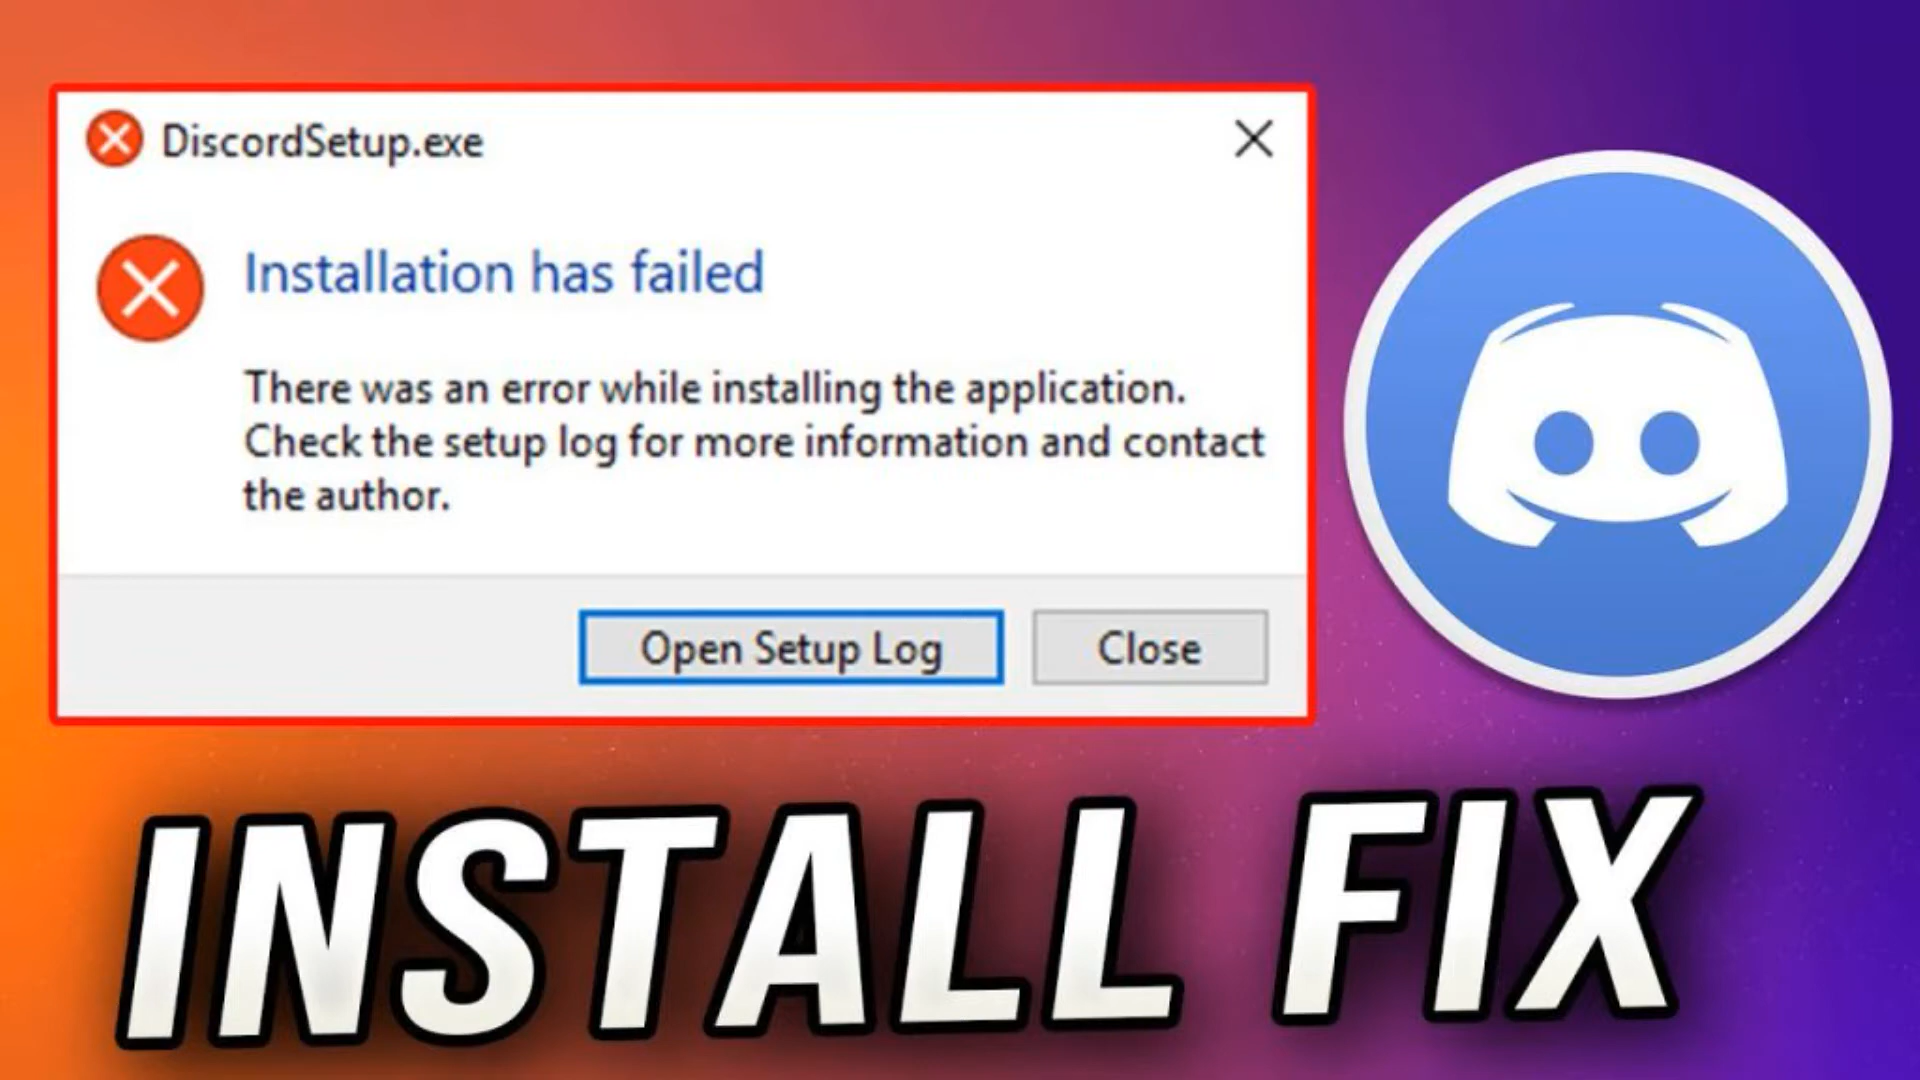 DiscordSetup.exe
Installation has failed
There was an error while installing the application.
Check the setup log for more information and contact
the author.
Open Setup Log
Close
INSTALL FIX